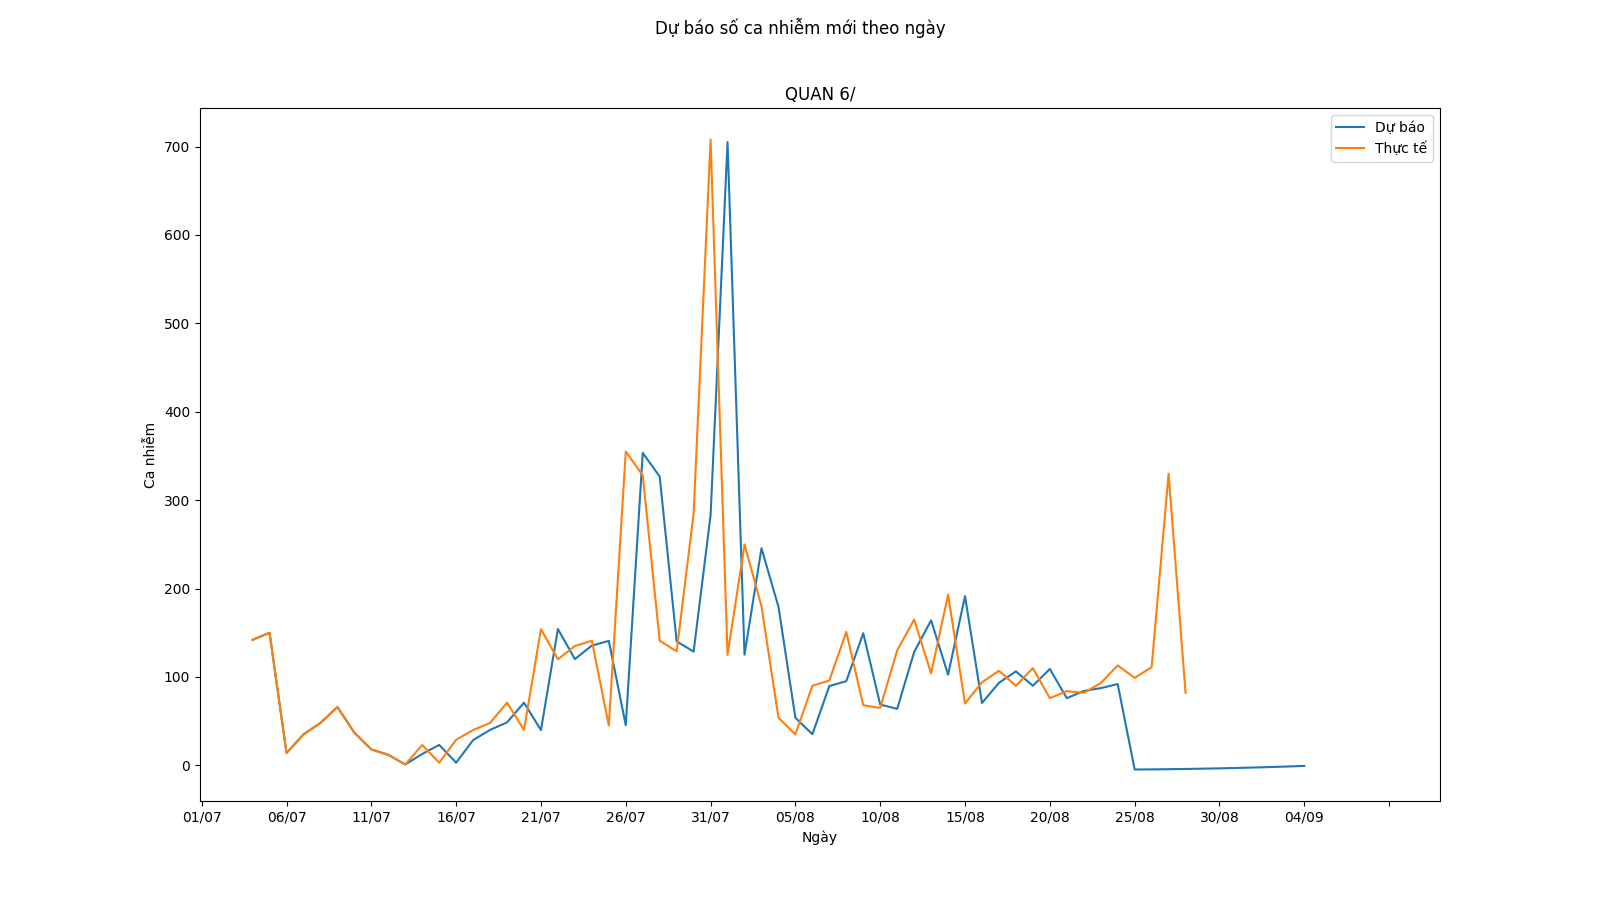 Dự báo số ca nhiễm mới theo ngày
QUAN 6/
Dự báo
Thực tế
700
600
500
400
300
200
100
0
Ca nhiễm
01/07 06/07 11/07 16/07 21/07 26/07 31/07 05/08 10/08 15/08 20/08 25/08 30/08 04/09
Ngày